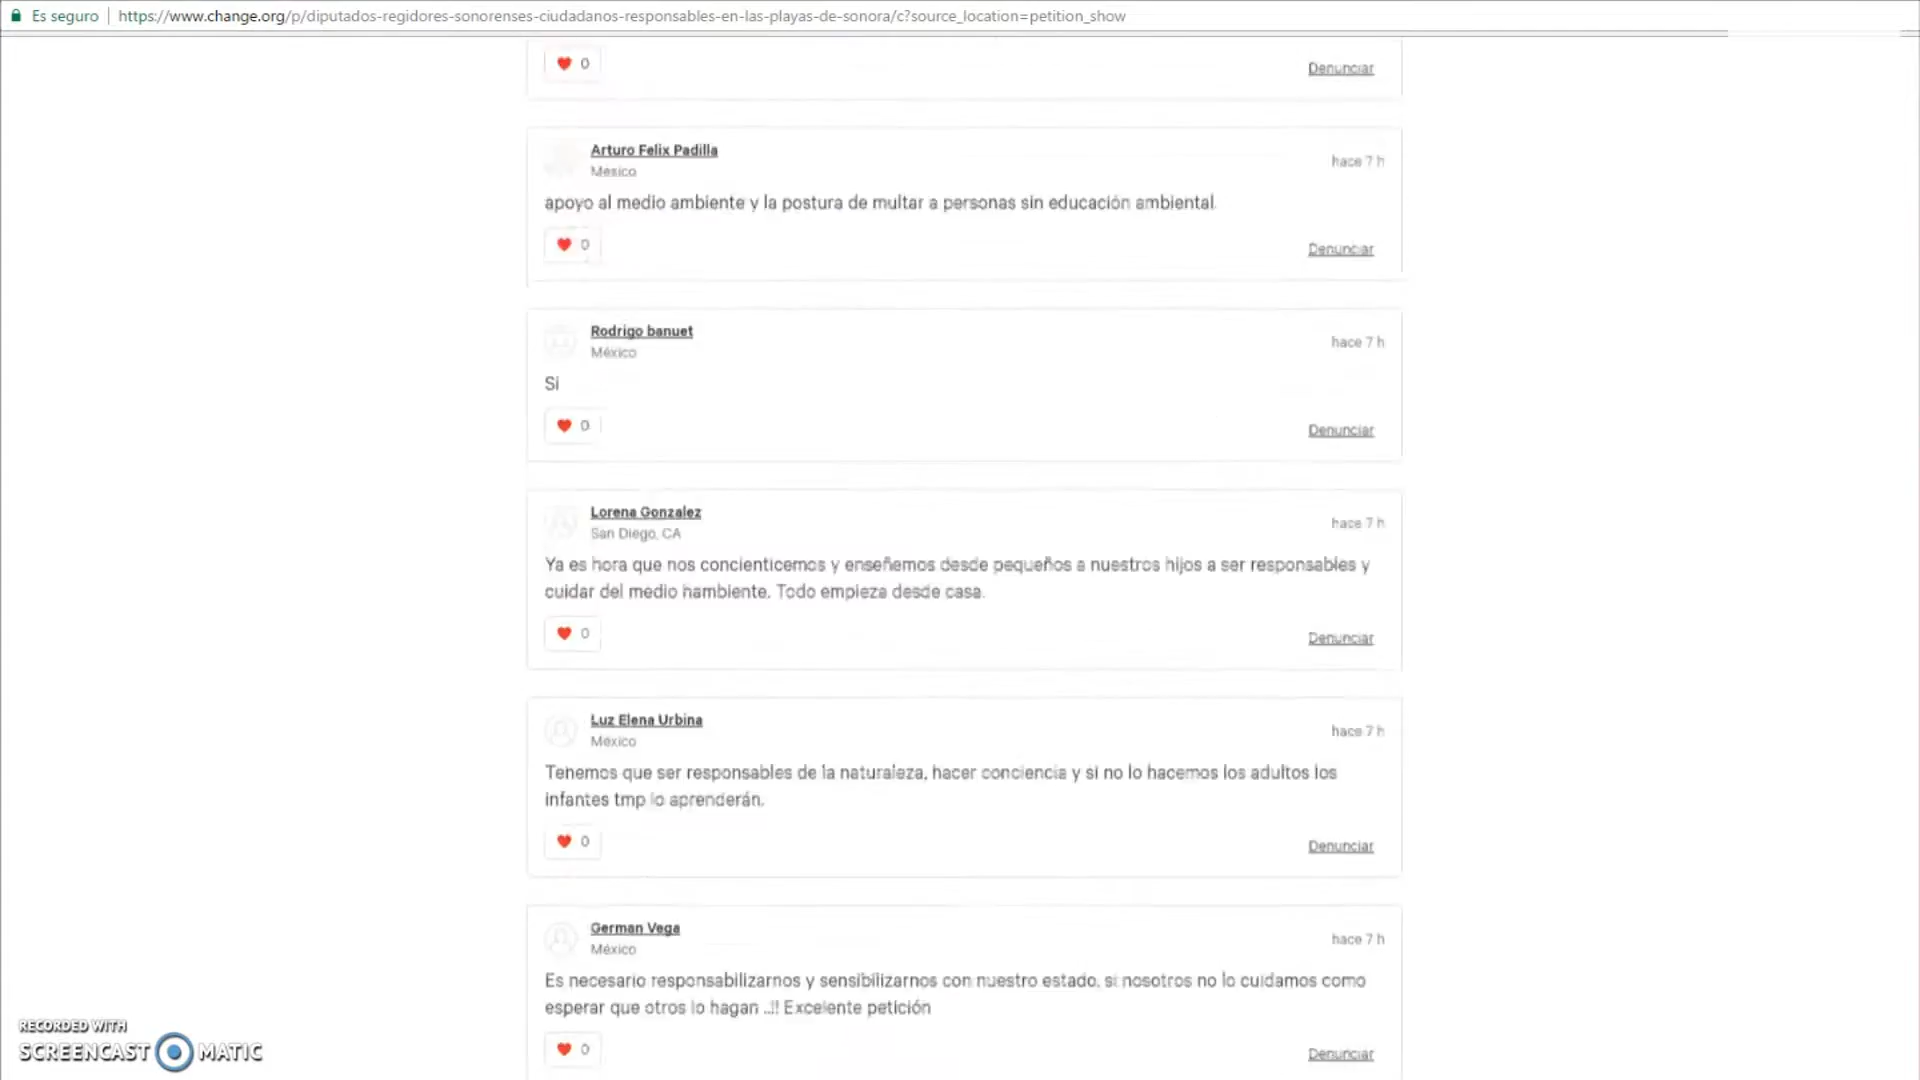 Es seguro
https://www.change.org/p/diputados-regidores-sonorenses-ciudadanos-responsables-en-las-playas-de-sonora/c?source_location=petition_show
0
Denunciar
Arturo Felix Padilla
México
hace 7 h
apoyo al medio ambiente y la postura de multar a personas sin educación ambiental.
0
Denunciar
Rodrigo banuet
México
hace 7 h
Si
0
Denunciar
Lorena Gonzalez
San Diego, CA
hace 7 h
Ya es hora que nos concienticemos y enseñemos desde pequeños a nuestros hijos a ser responsables y
cuidar del medio hambiente. Todo empieza desde casa.
0
Denunciar
Luz Elena Urbina
México
hace 7 h
Tenemos que ser responsables de la naturaleza, hacer conciencia y si no lo hacemos los adultos los
infantes tmp lo aprenderán.
0
Denunciar
German Vega
México
hace 7 h
Es necesario responsabilizarnos y sensibilizarnos con nuestro estado, si nosotros no lo cuidamos como
esperar que otros lo hagan ..!! Excelente petición
0
Denunciar
RECORDED WITH
SCREENCAST MATIC